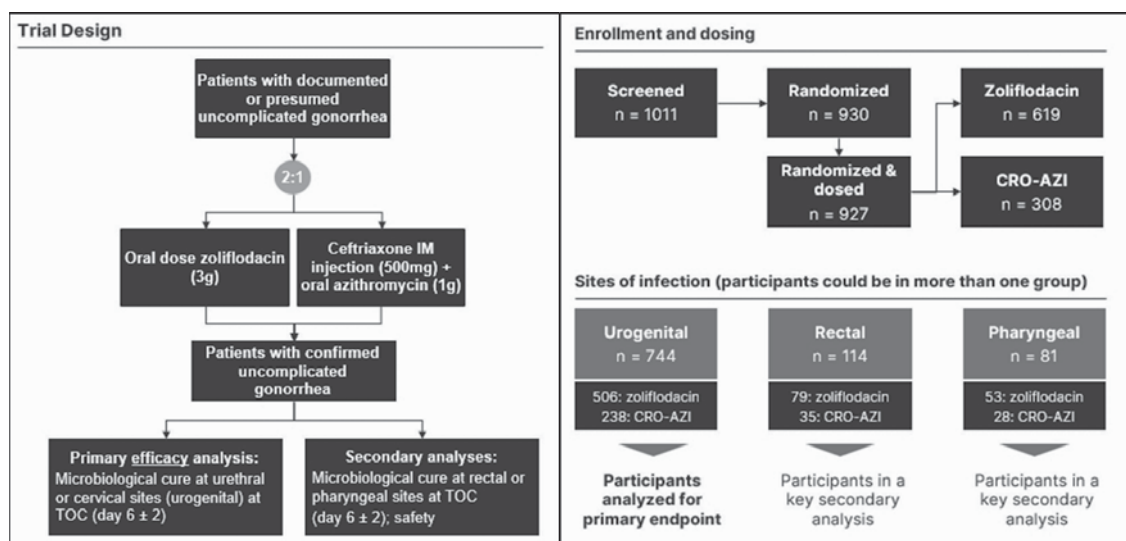 Trial Design
Patients with documented
or presumed
uncomplicated gonorrhea
2:1
Oral dose zoliflodacin
(3g)
Ceftriaxone IM
injection (500mg) +
oral azithromycin (1g)
Patients with confirmed
uncomplicated
gonorrhea
Primary efficacy analysis:
Microbiological cure at urethral
or cervical sites (urogenital) at
TOC (day 6 ± 2)
Secondary analyses:
Microbiological cure at rectal or
pharyngeal sites at TOC
(day 6 ± 2); safety
Enrollment and dosing
Screened
n = 1011
Randomized
n = 930
Zoliflodacin
n = 619
Randomized &
dosed
n = 927
CRO-AZI
n = 308
Sites of infection (participants could be in more than one group)
Urogenital
n = 744
506: zoliflodacin
238: CRO-AZI
Participants
analyzed for
primary endpoint
Rectal
n = 114
79: zoliflodacin
35: CRO-AZI
Participants in a
key secondary
analysis
Pharyngeal
n = 81
53: zoliflodacin
28: CRO-AZI
Participants in a
key secondary
analysis